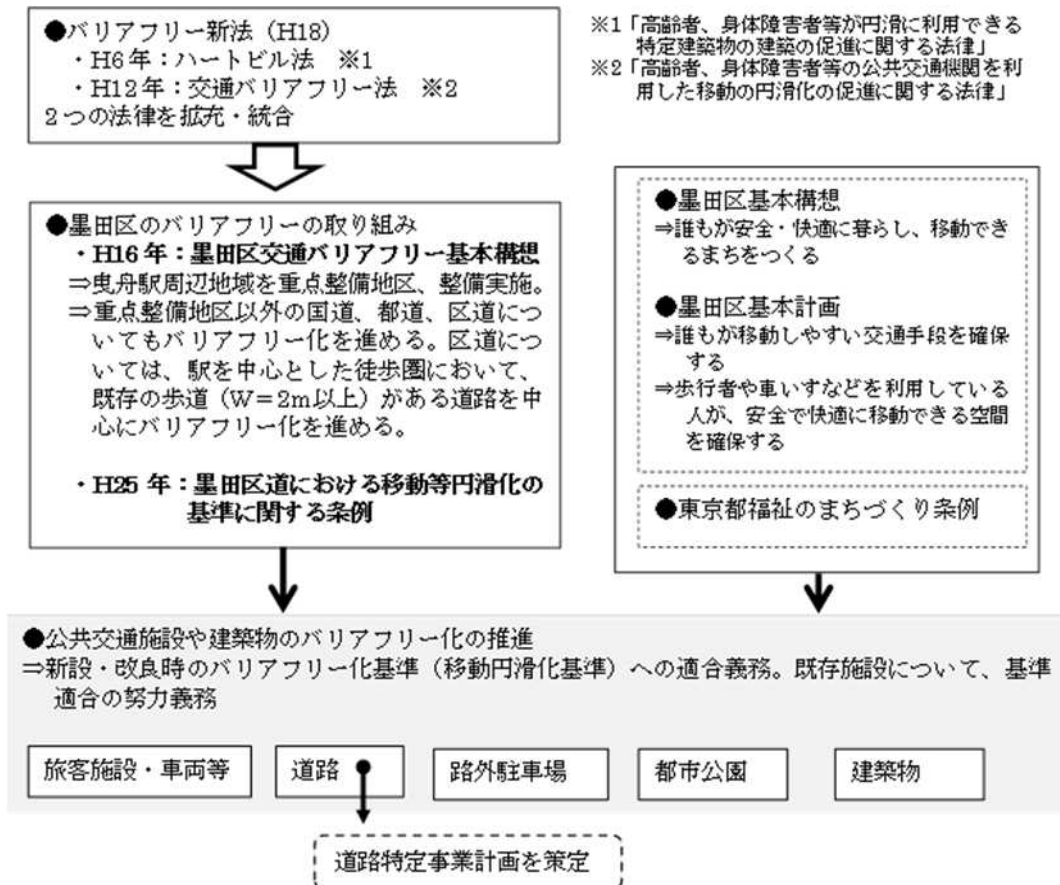 ●バリアフリー新法（H18）
・H6年：ハートビル法　※1
・H12年：交通バリアフリー法　※2
2つの法律を拡充・統合
※1「高齢者、身体障害者等が円滑に利用できる
特定建築物の建築の促進に関する法律」
※2「高齢者、身体障害者等の公共交通機関を利
用した移動の円滑化の促進に関する法律」
●墨田区のバリアフリーの取り組み
・H16年：墨田区交通バリアフリー基本構想
⇒曳舟駅周辺地域を重点整備地区、整備実施。
⇒重点整備地区以外の国道、都道、区道につ
いてもバリアフリー化を進める。区道につ
いては、駅を中心とした徒歩圏において、
既存の歩道（W＝2m以上）がある道路を中
心にバリアフリー化を進める。
・H25 年：墨田区道における移動等円滑化の
基準に関する条例
●墨田区基本構想
⇒誰もが安全・快適に暮らし、移動でき
るまちをつくる
●墨田区基本計画
⇒誰もが移動しやすい交通手段を確保
する
⇒歩行者や車いすなどを利用している
人が、安全で快適に移動できる空間
を確保する
●東京都福祉のまちづくり条例
●公共交通施設や建築物のバリアフリー化の推進
⇒新設・改良時のバリアフリー化基準（移動円滑化基準）への適合義務。既存施設について、基準
適合の努力義務
旅客施設・車両等
道路
路外駐車場
都市公園
建築物
道路特定事業計画を策定